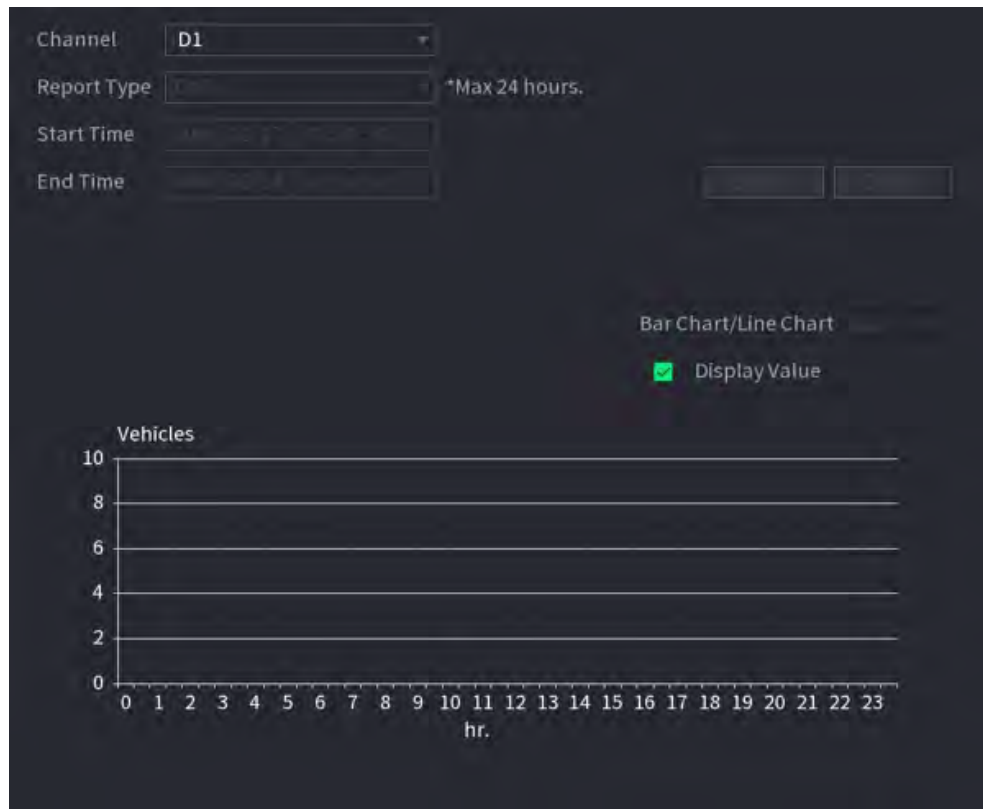 Channel D1
Report Type *Max 24 hours.
Start Time
End Time
Bar Chart/Line Chart
Display Value
Vehicles
10
8
6
4
2
0
0 1 2 3 4 5 6 7 8 9 10 11 12 13 14 15 16 17 18 19 20 21 22 23
hr.